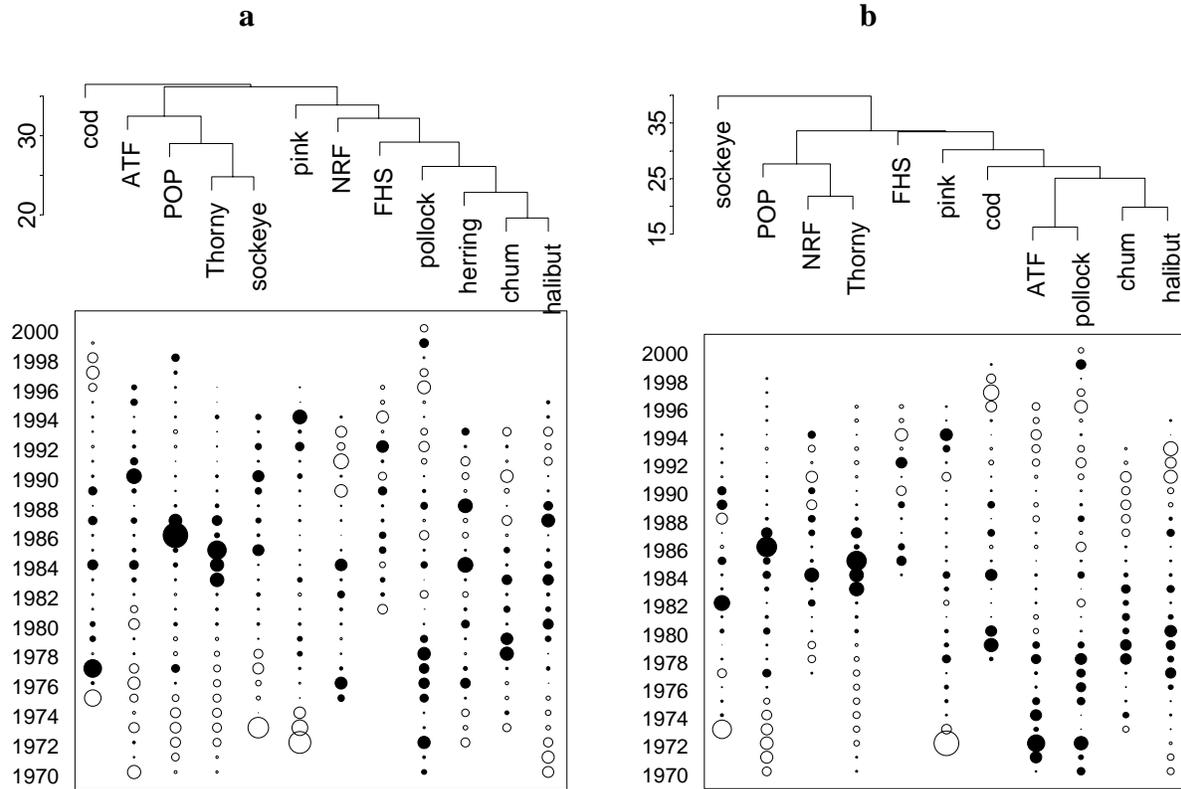 a
b
30
20
cod
ATF
POP
Thorny
sockeye
pink
NRF
FHS
pollock
herring
chum
halibut
35
25
15
sockeye
POP
NRF
Thorny
FHS
pink
cod
ATF
pollock
chum
halibut
2000
1998
1996
1994
1992
1990
1988
1986
1984
1982
1980
1978
1976
1974
1972
1970
2000
1998
1996
1994
1992
1990
1988
1986
1984
1982
1980
1978
1976
1974
1972
1970